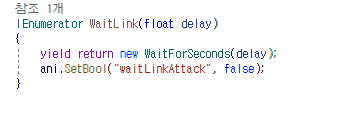 참조 1개
IEnumerator WaitLink(float delay)
{
yield return new WaitForSeconds(delay);
ani.SetBool("waitLinkAttack", false);
}